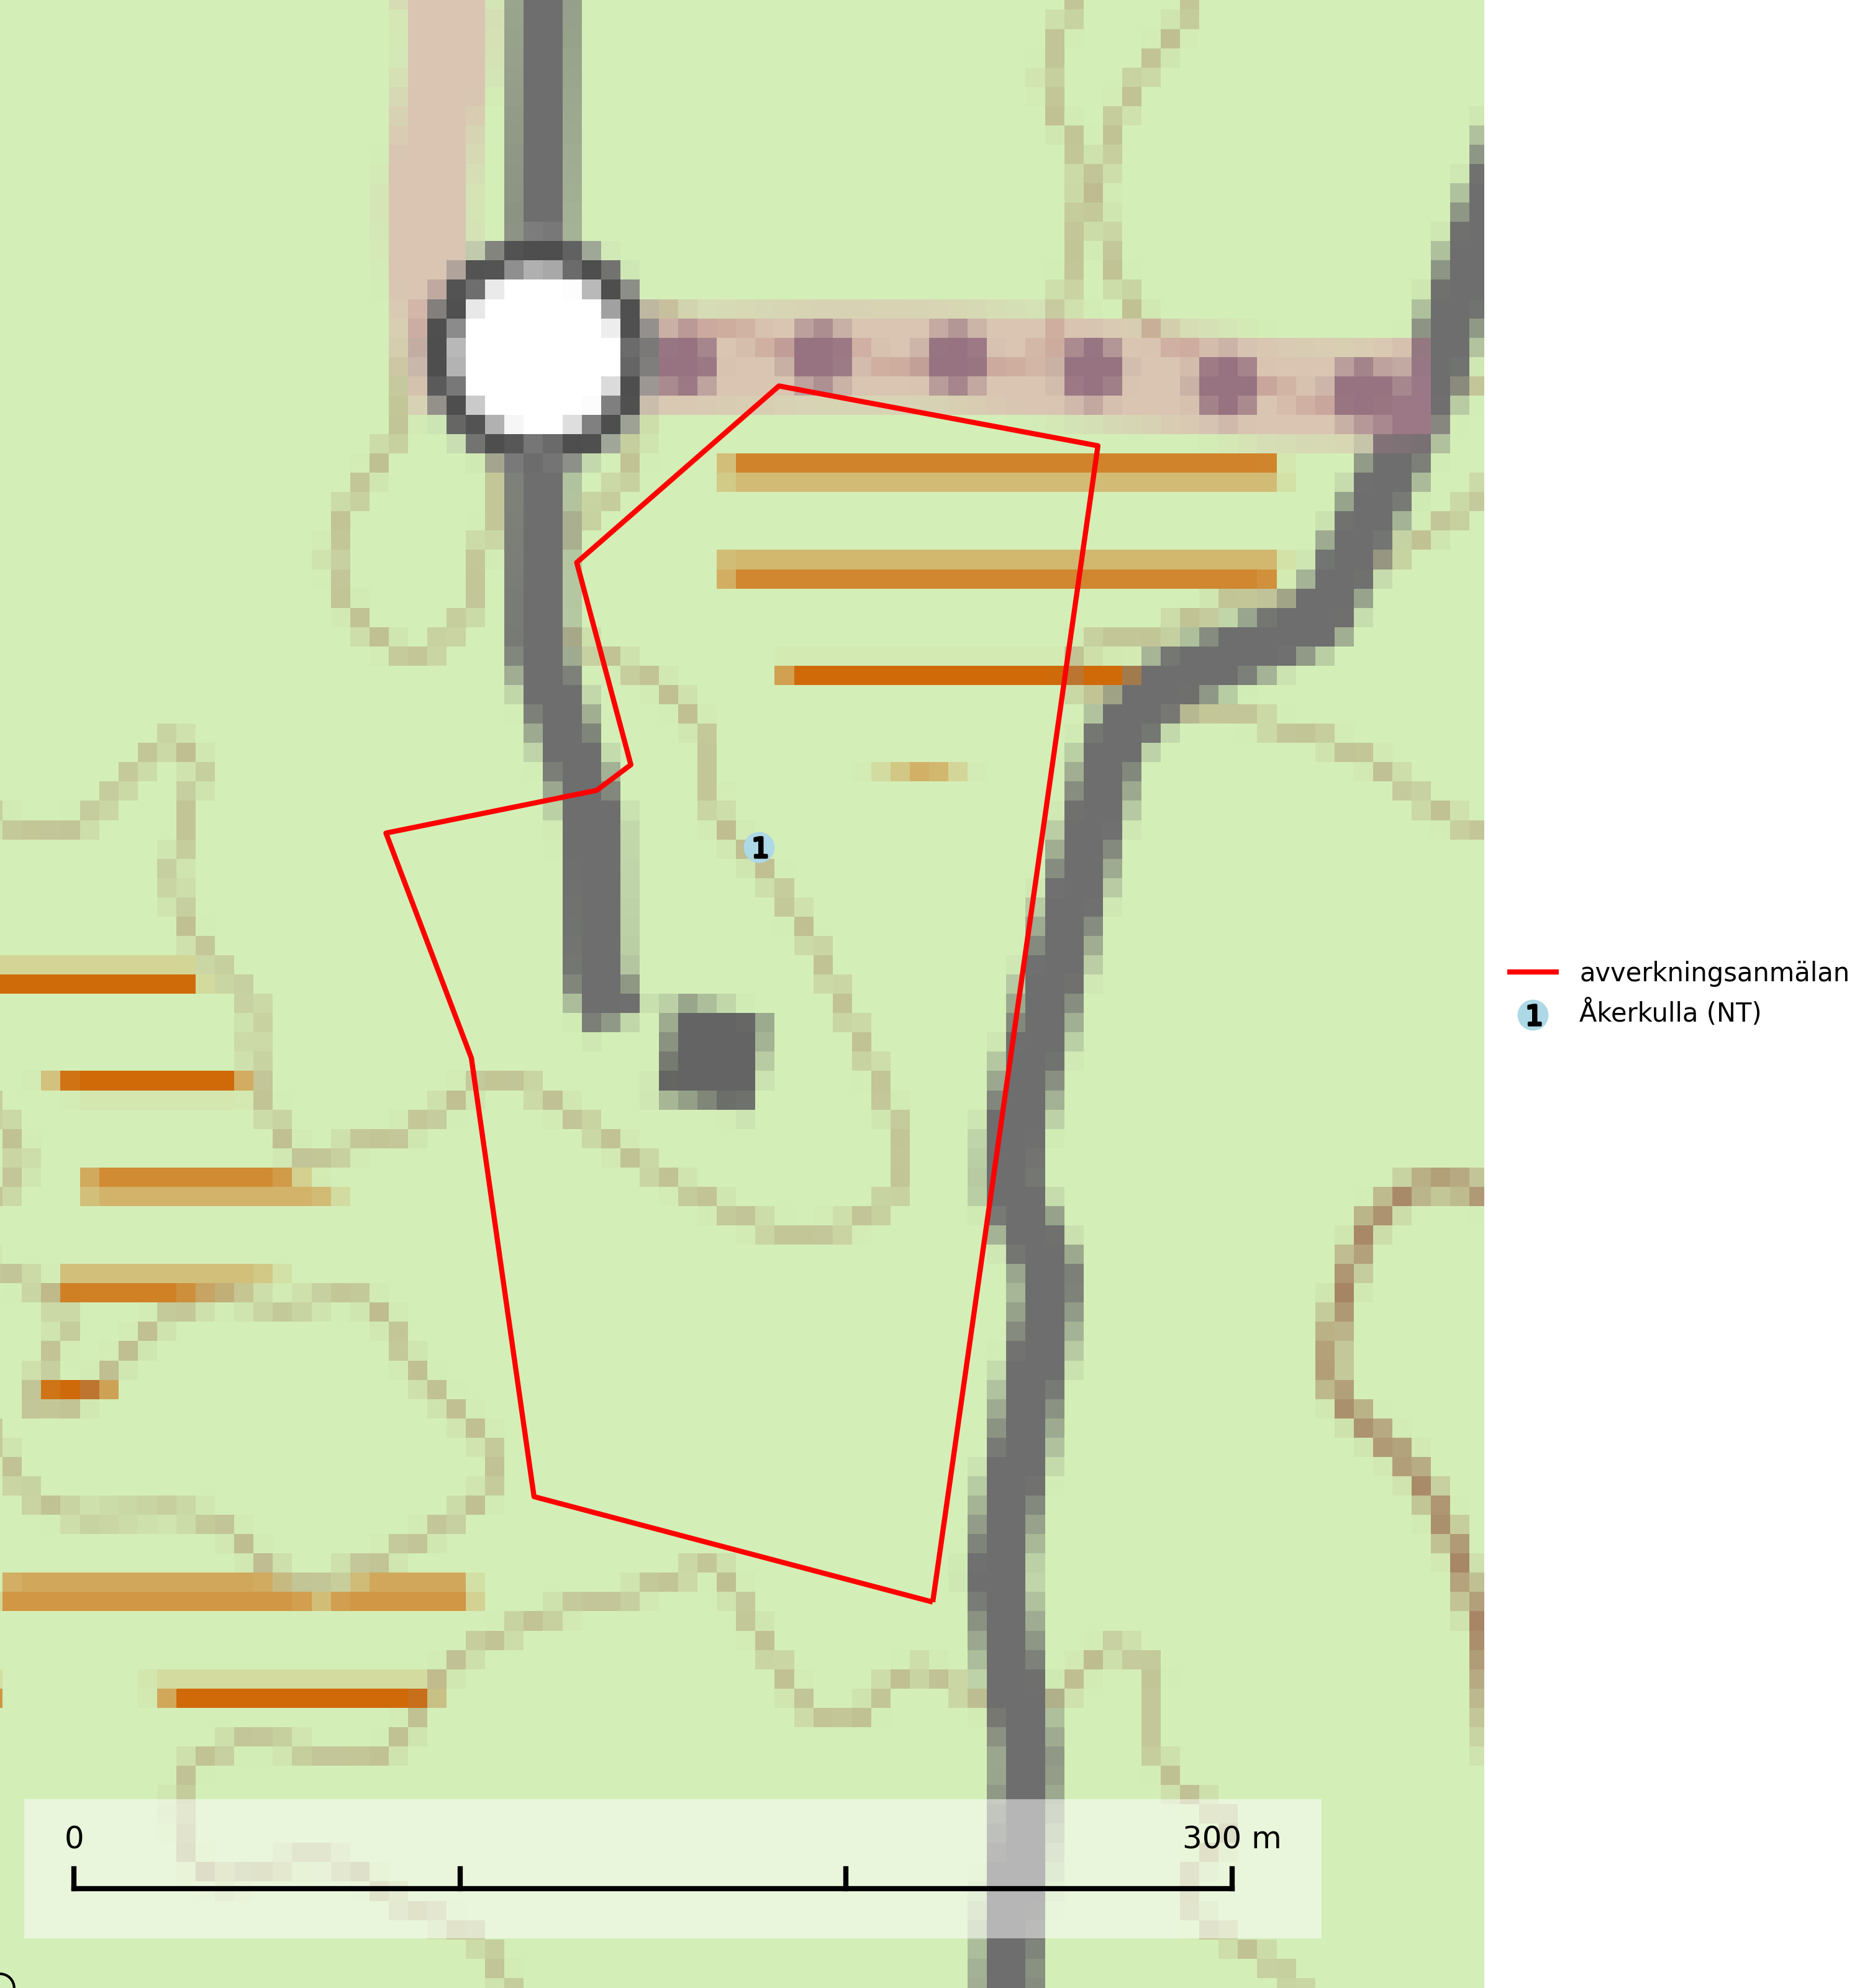 1
avverkningsanmälan
1 Åkerkulla (NT)
0 300 m